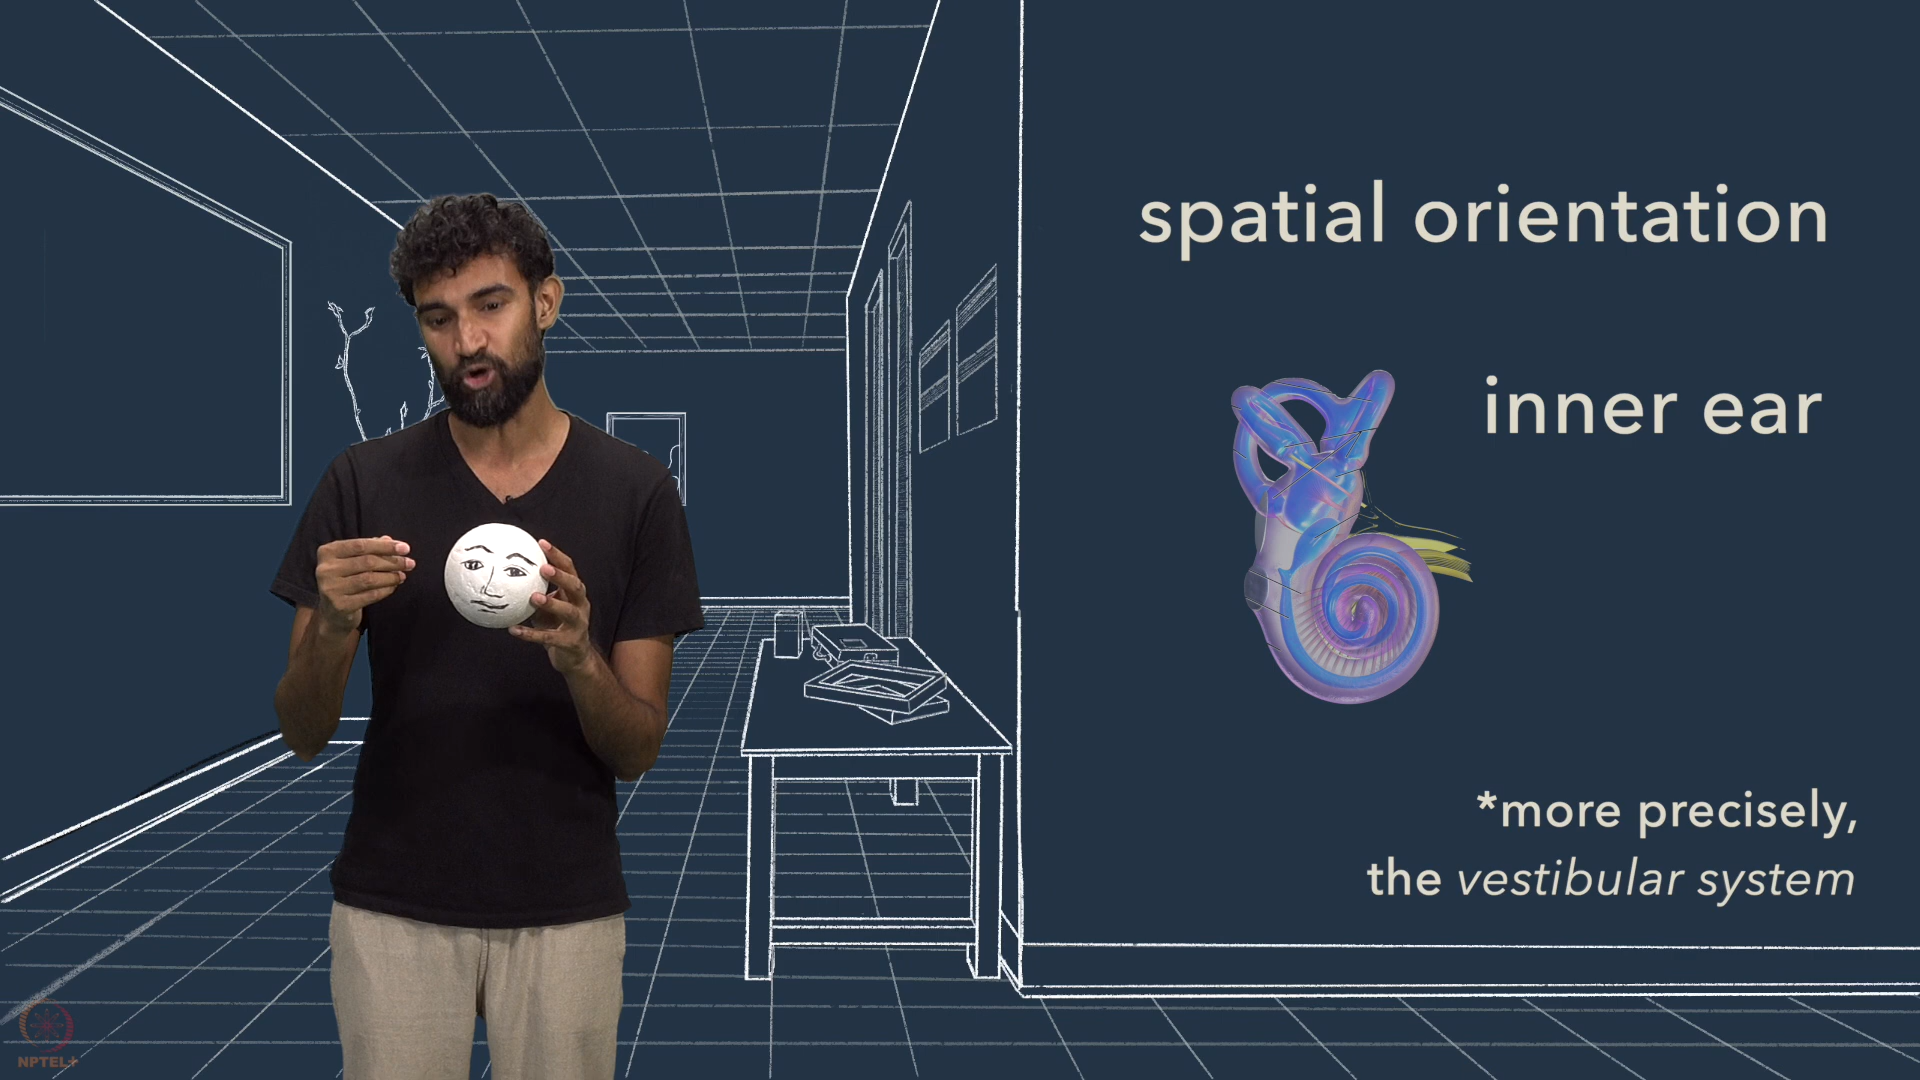 spatial orientation
inner ear
*more precisely,
the vestibular system
NPTEL+